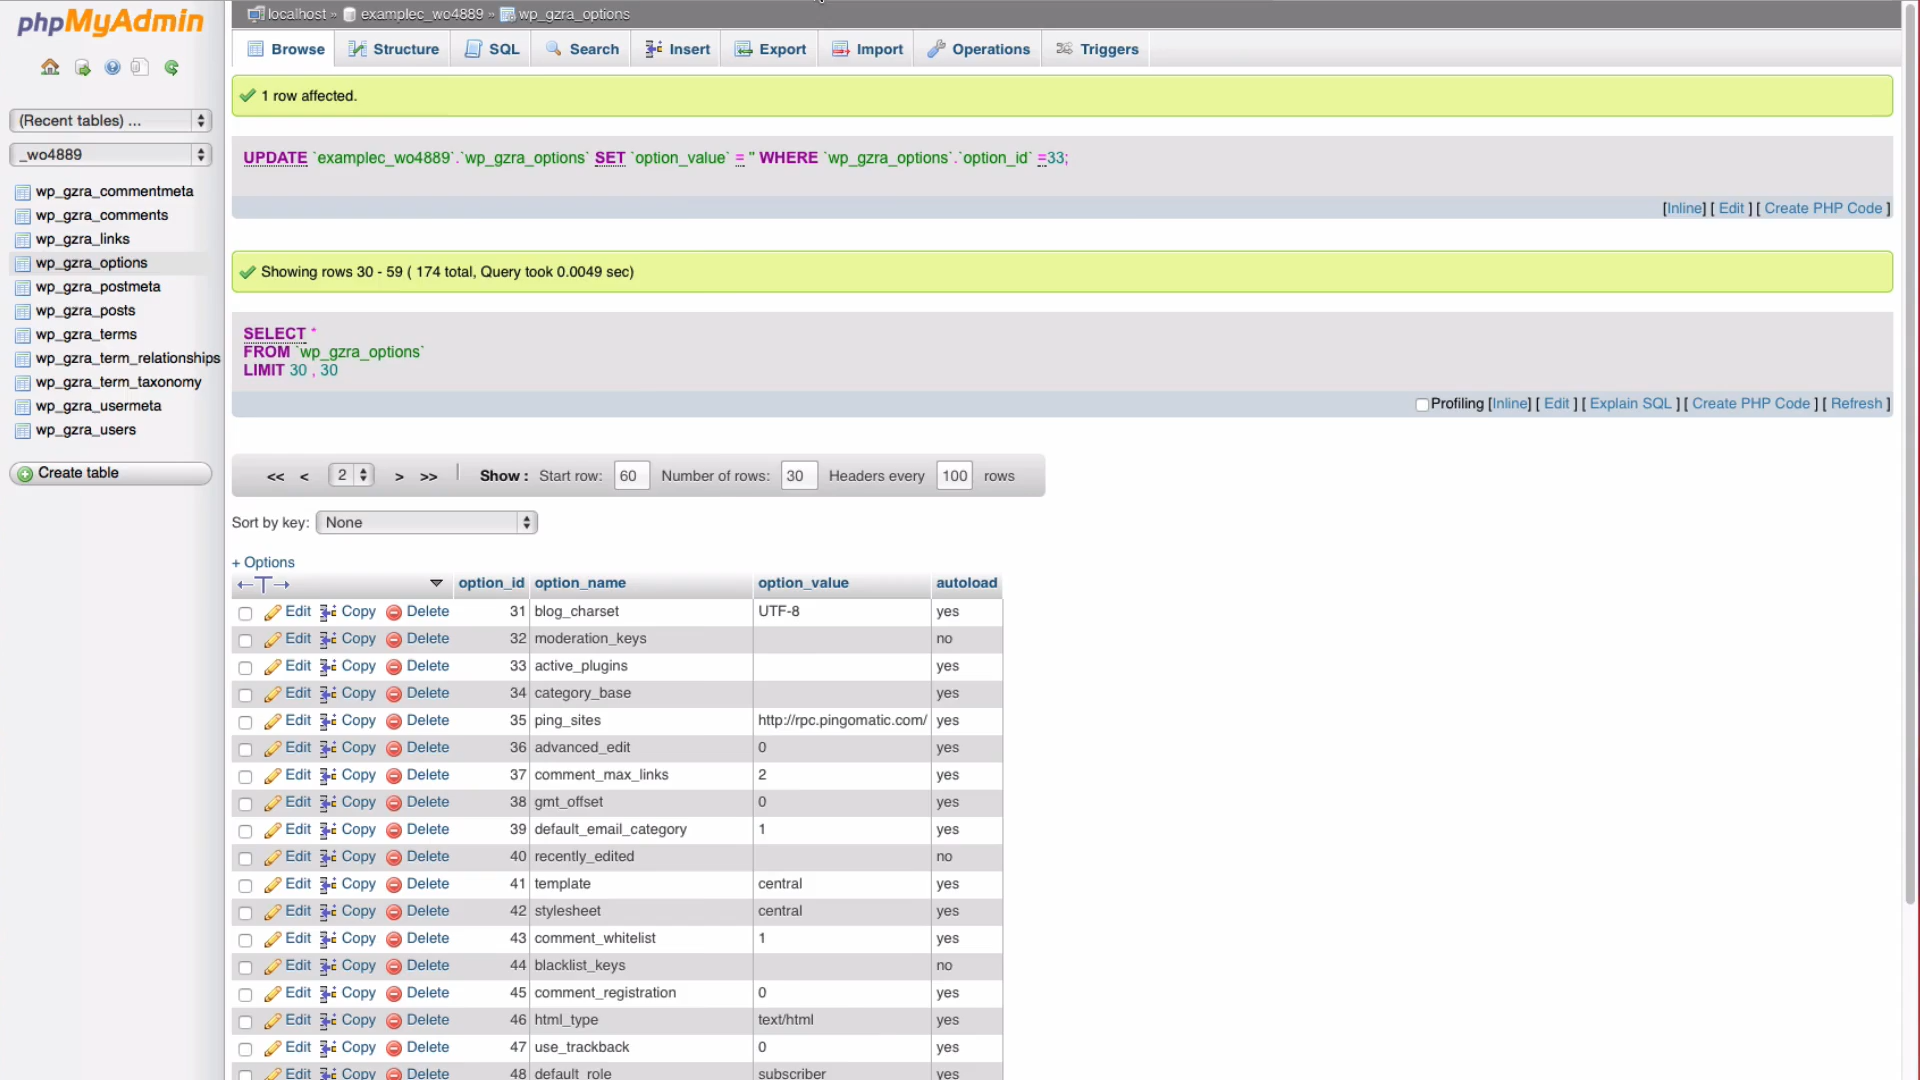 phpMyAdmin
localhost » examplec_wo4889 » wp_gzra_options
Browse Structure SQL Search Insert Export Import Operations Triggers
(Recent tables) ...
_wo4889
wp_gzra_commentmeta
wp_gzra_comments
wp_gzra_links
wp_gzra_options
wp_gzra_postmeta
wp_gzra_posts
wp_gzra_terms
wp_gzra_term_relationships
wp_gzra_term_taxonomy
wp_gzra_usermeta
wp_gzra_users
Create table
1 row affected.
UPDATE `examplec_wo4889`.`wp_gzra_options` SET `option_value` = '' WHERE `wp_gzra_options`.`option_id` =33;
[Inline] [ Edit ] [ Create PHP Code ]
Showing rows 30 - 59 ( 174 total, Query took 0.0049 sec)
SELECT *
FROM `wp_gzra_options`
LIMIT 30 , 30
Profiling [Inline] [ Edit ] [ Explain SQL ] [ Create PHP Code ] [ Refresh ]
<< < 2 > >> | Show : Start row: 60 Number of rows: 30 Headers every 100 rows
Sort by key: None
+ Options
←T→ option_id option_name option_value autoload
Edit Copy Delete 31 blog_charset UTF-8 yes
Edit Copy Delete 32 moderation_keys no
Edit Copy Delete 33 active_plugins yes
Edit Copy Delete 34 category_base yes
Edit Copy Delete 35 ping_sites http://rpc.pingomatic.com/ yes
Edit Copy Delete 36 advanced_edit 0 yes
Edit Copy Delete 37 comment_max_links 2 yes
Edit Copy Delete 38 gmt_offset 0 yes
Edit Copy Delete 39 default_email_category 1 yes
Edit Copy Delete 40 recently_edited no
Edit Copy Delete 41 template central yes
Edit Copy Delete 42 stylesheet central yes
Edit Copy Delete 43 comment_whitelist 1 yes
Edit Copy Delete 44 blacklist_keys no
Edit Copy Delete 45 comment_registration 0 yes
Edit Copy Delete 46 html_type text/html yes
Edit Copy Delete 47 use_trackback 0 yes
Edit Copy Delete 48 default_role subscriber yes